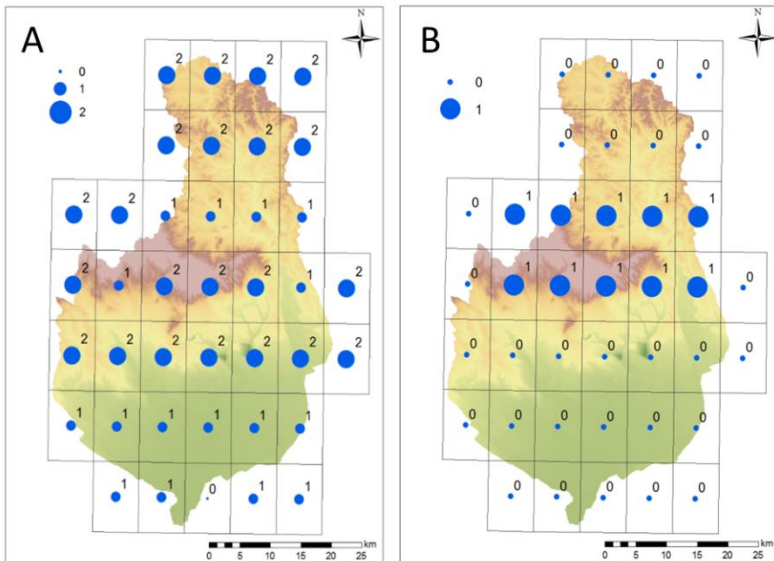 A
N
0
1
2
2 2 2 2
2 2 2 2
2 2 1 1 1 1
2 1 2 2 2 1 2
2 2 2 2 2 2 2
1 1 1 1 1 1
1 1 0 1 1
0 5 10 15 20 25 km
B
N
0
1
0 0 0 0
0 0 0 0
0 1 1 1 1 1
0 1 1 1 1 1 0
0 0 0 0 0 0 0
0 0 0 0 0 0
0 0 0 0 0
0 5 10 15 20 25 km